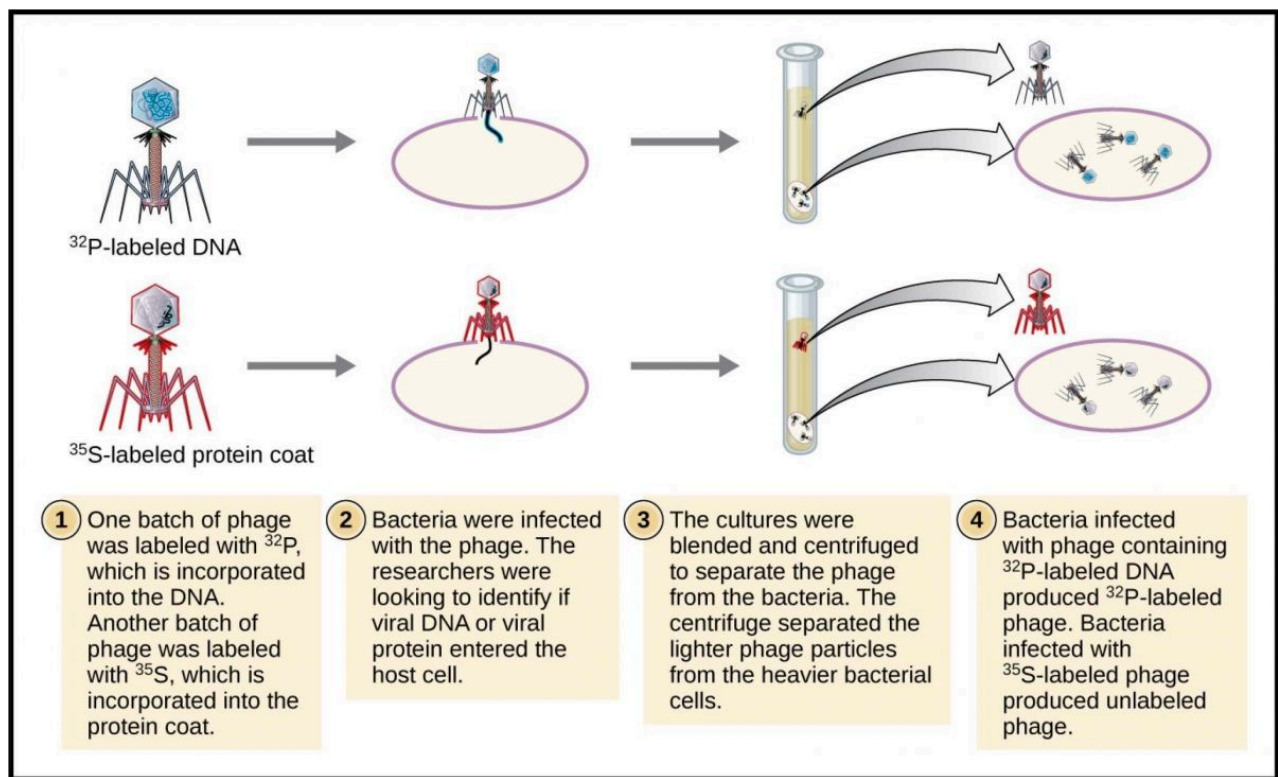 ³²P-labeled DNA
³⁵S-labeled protein coat
1 One batch of phage
was labeled with ³²P,
which is incorporated
into the DNA.
Another batch of
phage was labeled
with ³⁵S, which is
incorporated into the
protein coat.
2 Bacteria were infected
with the phage. The
researchers were
looking to identify if
viral DNA or viral
protein entered the
host cell.
3 The cultures were
blended and centrifuged
to separate the phage
from the bacteria. The
centrifuge separated the
lighter phage particles
from the heavier bacterial
cells.
4 Bacteria infected
with phage containing
³²P-labeled DNA
produced ³²P-labeled
phage. Bacteria
infected with
³⁵S-labeled phage
produced unlabeled
phage.